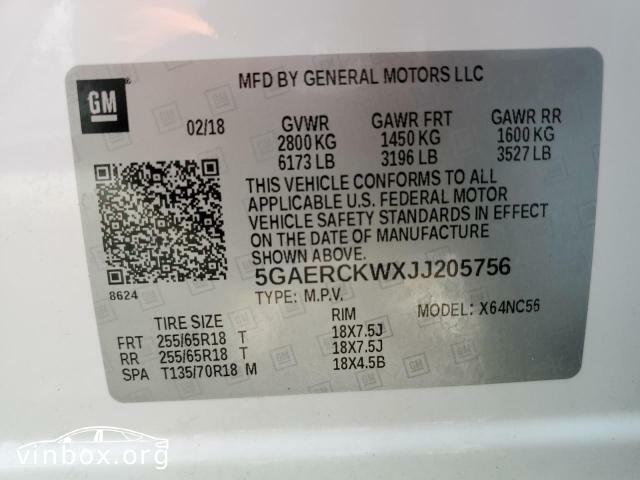 MFD BY GENERAL MOTORS LLC
GM
02/18 GVWR GAWR FRT GAWR RR
2800 KG 1450 KG 1600 KG
6173 LB 3196 LB 3527 LB
THIS VEHICLE CONFORMS TO ALL
APPLICABLE U.S. FEDERAL MOTOR
VEHICLE SAFETY STANDARDS IN EFFECT
ON THE DATE OF MANUFACTURE
SHOWN ABOVE.
8624
5GAERCKWXJJ205756
TYPE: M.P.V. MODEL: X64NC56
TIRE SIZE RIM
FRT 255/65R18 T 18X7.5J
RR 255/65R18 T 18X7.5J
SPA T135/70R18 M 18X4.5B
vinbox.org